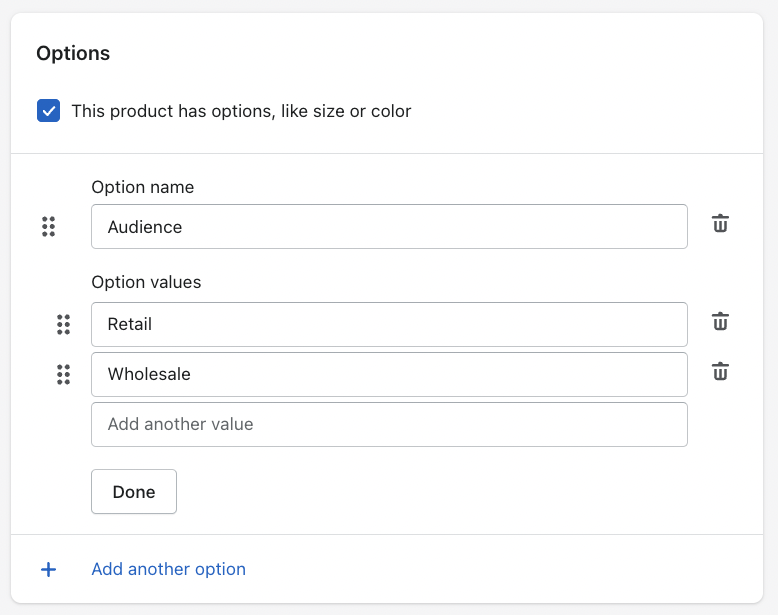 Options
This product has options, like size or color
Option name
Audience
Option values
Retail
Wholesale
Add another value
Done
Add another option